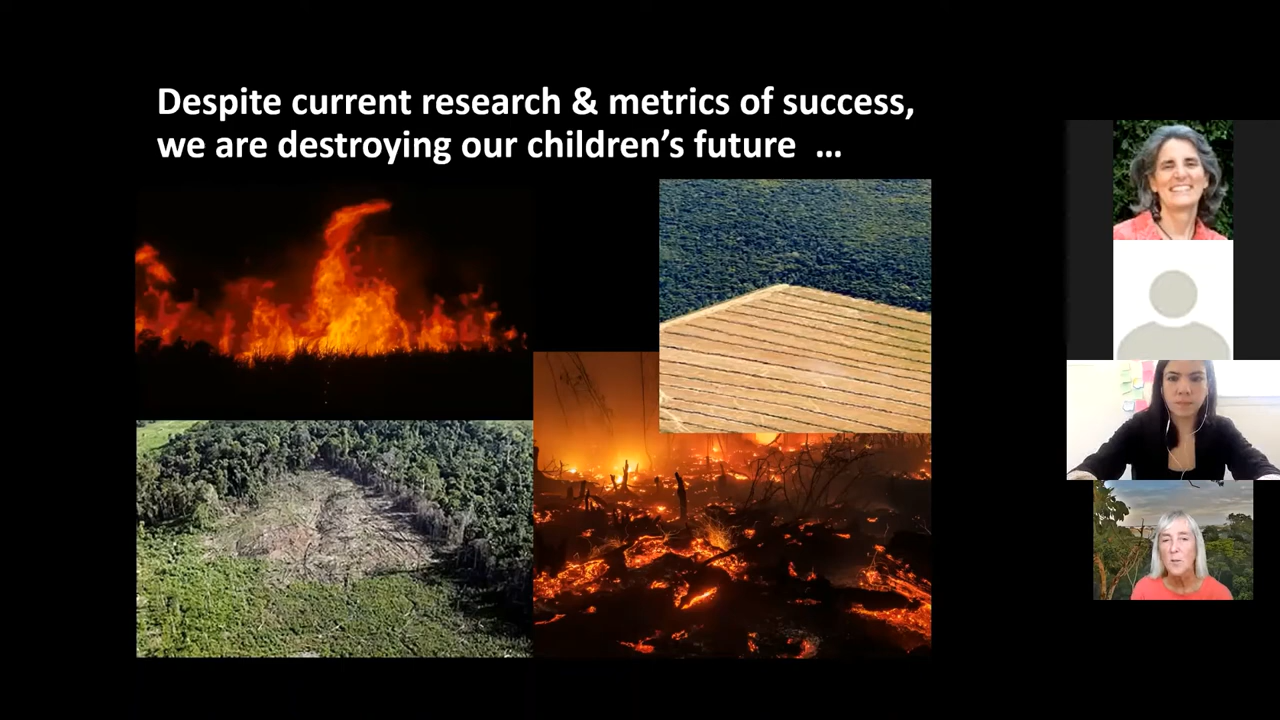 Despite current research & metrics of success,
we are destroying our children’s future  ...